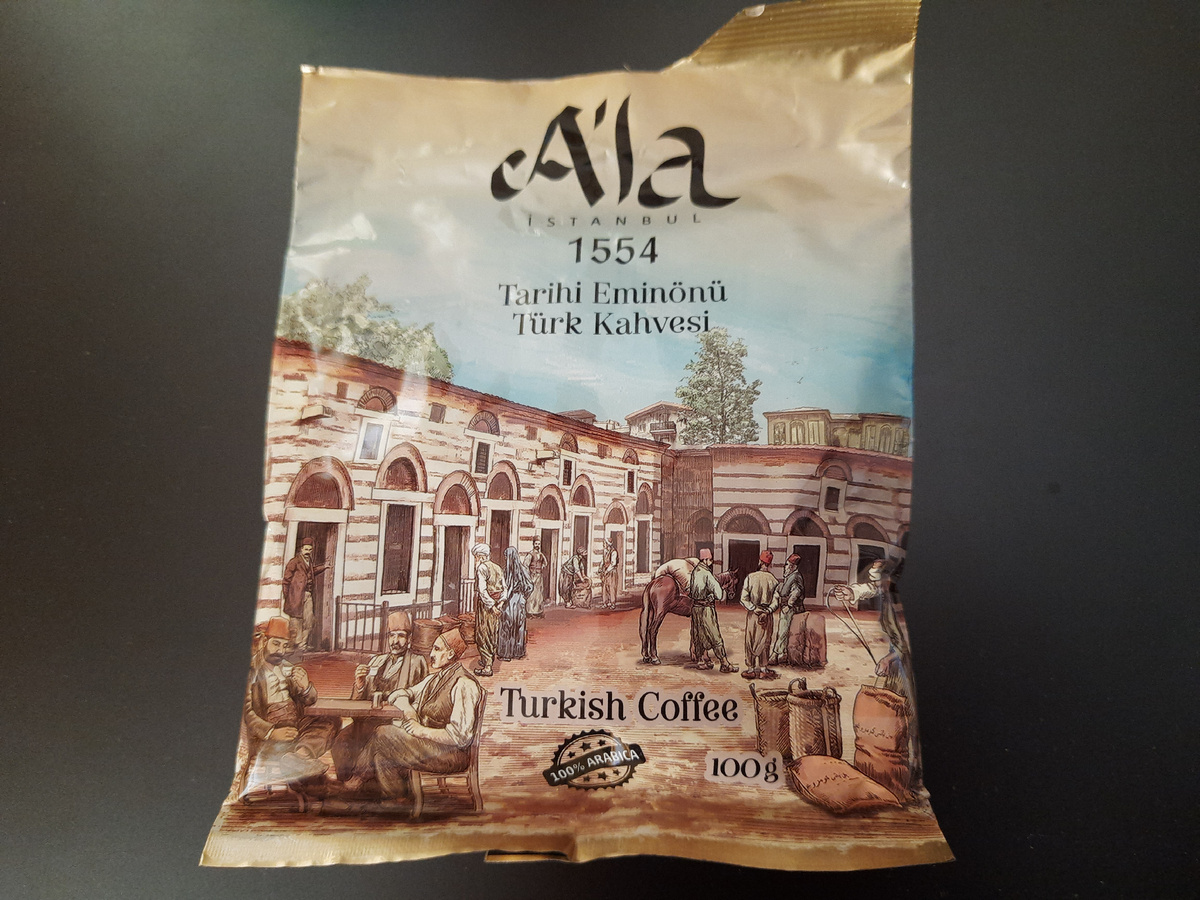 A'la
İSTANBUL
1554
Tarihi Eminönü
Türk Kahvesi
Turkish Coffee
100% ARABICA
100g